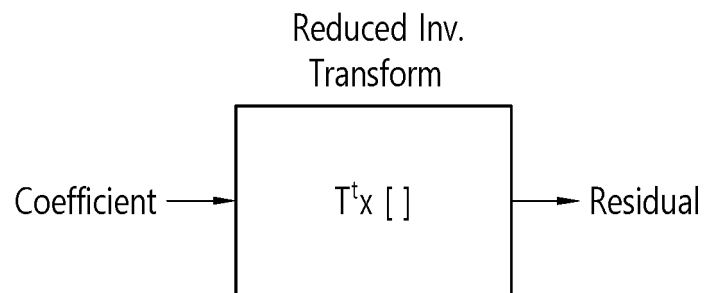 Reduced Inv.
Transform
Coefficient
Tᵗx [ ]
Residual